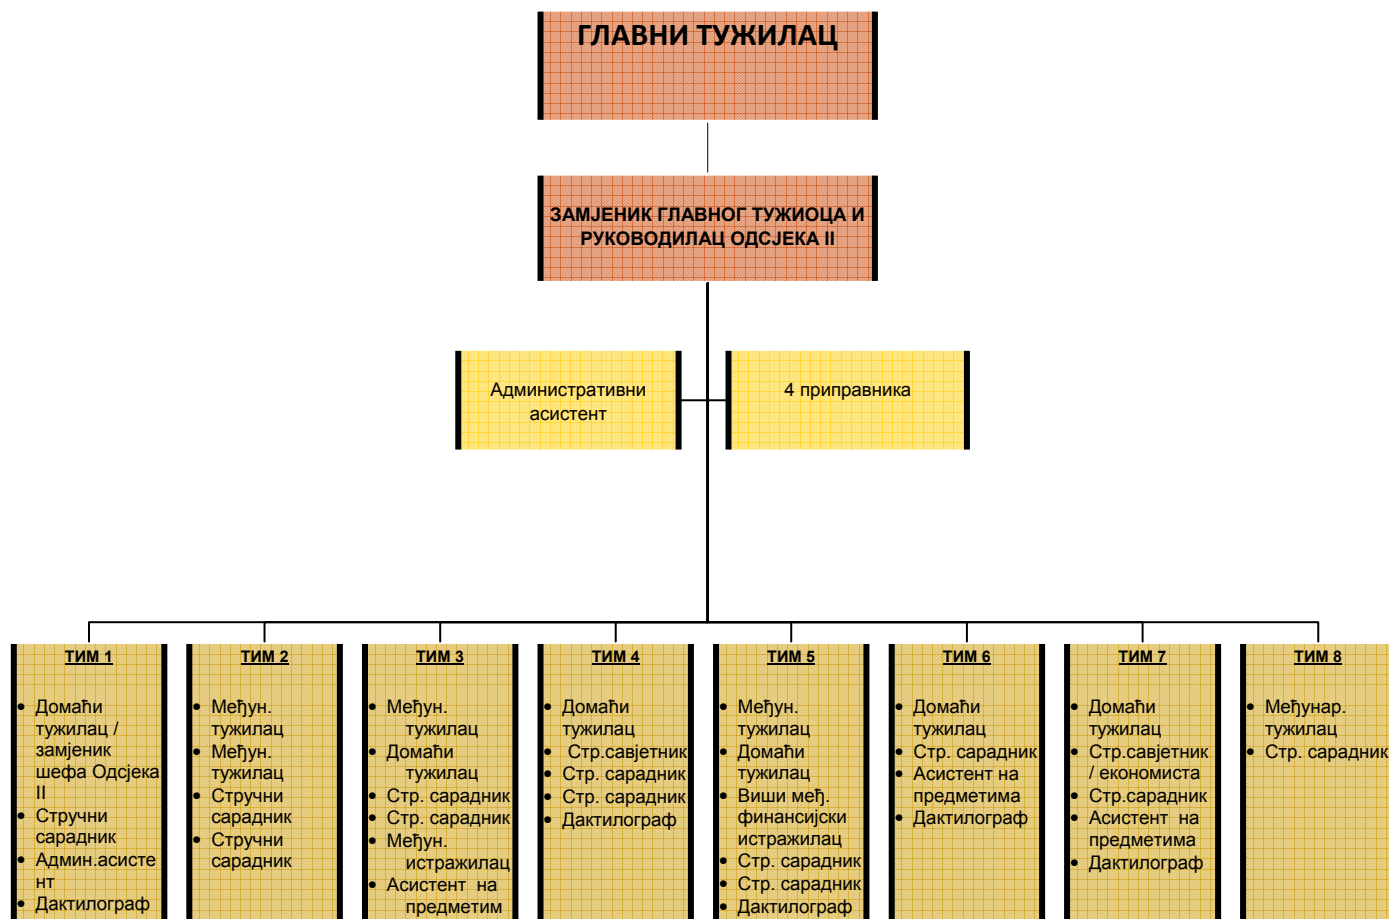 ГЛАВНИ ТУЖИЛАЦ
ЗАМЈЕНИК ГЛАВНОГ ТУЖИОЦА И
РУКОВОДИЛАЦ ОДСЈЕКА II
Административни
асистент
4 приправника
ТИМ 1
• Домаћи
тужилац /
замјеник
шефа Одсјека
II
• Стручни
сарадник
• Админ.асисте
нт
• Дактилограф
ТИМ 2
• Међун.
тужилац
• Међун.
тужилац
• Стручни
сарадник
• Стручни
сарадник
ТИМ 3
• Међун.
тужилац
• Домаћи
тужилац
• Стр. сарадник
• Стр. сарадник
• Међун.
истражилац
• Асистент на
предметим
ТИМ 4
• Домаћи
тужилац
• Стр.савјетник
• Стр. сарадник
• Стр. сарадник
• Дактилограф
ТИМ 5
• Међун.
тужилац
• Домаћи
тужилац
• Виши међ.
финансијски
истражилац
• Стр. сарадник
• Стр. сарадник
• Дактилограф
ТИМ 6
• Домаћи
тужилац
• Стр. сарадник
• Асистент на
предметима
• Дактилограф
ТИМ 7
• Домаћи
тужилац
• Стр.савјетник
/ економиста
• Стр.сарадник
• Асистент на
предметима
• Дактилограф
ТИМ 8
• Међунар.
тужилац
• Стр. сарадник